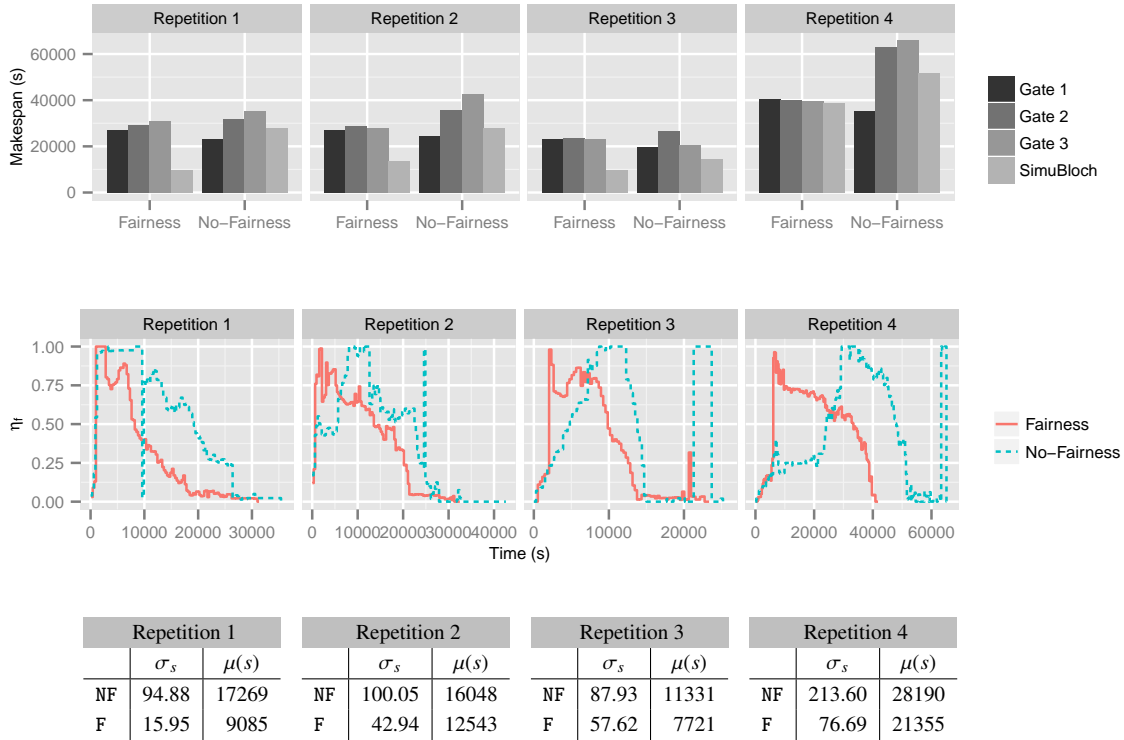 Repetition 1 Repetition 2 Repetition 3 Repetition 4
Makespan (s)
60000
40000
20000
0
Fairness No−Fairness Fairness No−Fairness Fairness No−Fairness Fairness No−Fairness
Gate 1
Gate 2
Gate 3
SimuBloch
Repetition 1 Repetition 2 Repetition 3 Repetition 4
ηf
1.00
0.75
0.50
0.25
0.00
0 10000 20000 30000 0 10000 20000 30000 40000 0 10000 20000 0 20000 40000 60000
Time (s)
Fairness
No−Fairness
Repetition 1 Repetition 2 Repetition 3 Repetition 4
σs μ(s) σs μ(s) σs μ(s) σs μ(s)
NF 94.88 17269 NF 100.05 16048 NF 87.93 11331 NF 213.60 28190
F 15.95 9085 F 42.94 12543 F 57.62 7721 F 76.69 21355